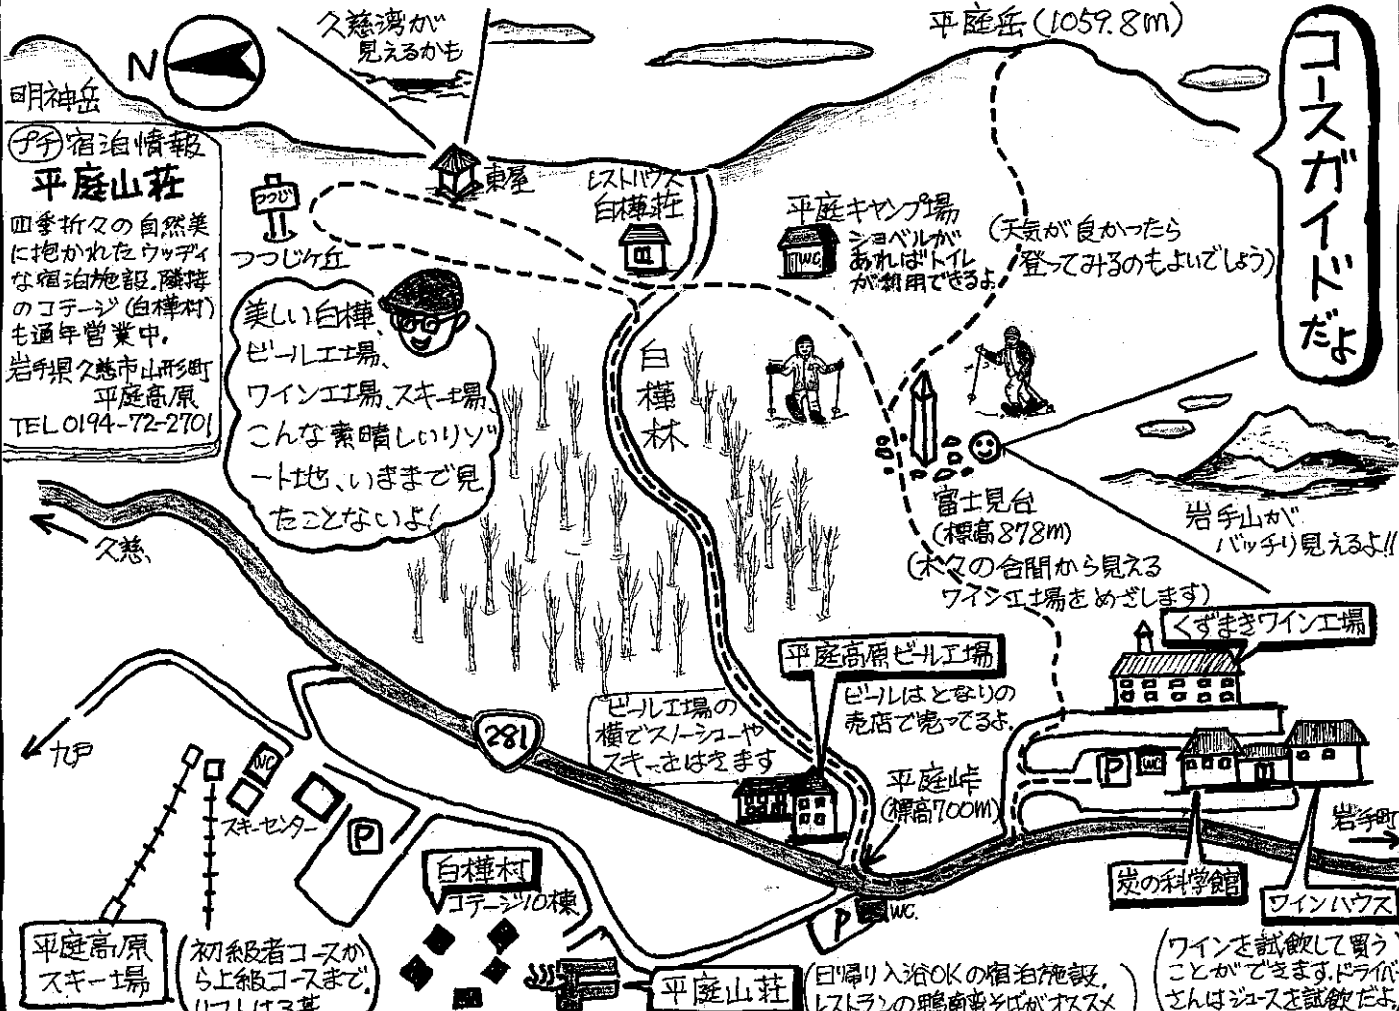 コースガイドだよ
平庭岳(1059.8m)
久慈湾が
見えるかも
N
明神岳
プチ宿泊情報
平庭山荘
四季折々の自然美
に抱かれたウッディ
な宿泊施設。隣接
のコテージ(白樺村)
も通年営業中。
岩手県久慈市山形町
平庭高原
TEL 0194-72-2701
つつじ
つつじケ丘
東屋
レストハウス
白樺荘
平庭キャンプ場
WC
ショベルが
あればトイレ
が利用できるよ
(天気が良かったら
登ってみるのもよいでしょう)
美しい白樺、
ビール工場、
ワイン工場、スキー場、
こんな素晴しいリゾ
ート地、いままで見
たことないよ!
白樺林
富士見台
(標高878m)
(木々の合間から見える
ワイン工場をめざします)
岩手山が
バッチリ見えるよ!!
久慈
九戸
281
ビール工場の
横でスノーシューや
スキーをはきます
平庭高原ビール工場
ビールはとなりの
売店で売ってるよ。
平庭峠
(標高700m)
くずまきワイン工場
P
WC
岩手町
炭の科学館
ワインハウス
WC
スキーセンター
P
白樺村
コテージ10棟
P
WC.
平庭高原
スキー場
(初級者コースか
ら上級コースまで。
リフトは3基
平庭山荘
(日帰り入浴OKの宿泊施設。
レストランの鴨南蛮そばがオススメ
(ワインを試飲して買う
ことができます。ドライバー
さんはジュースを試飲だよ。